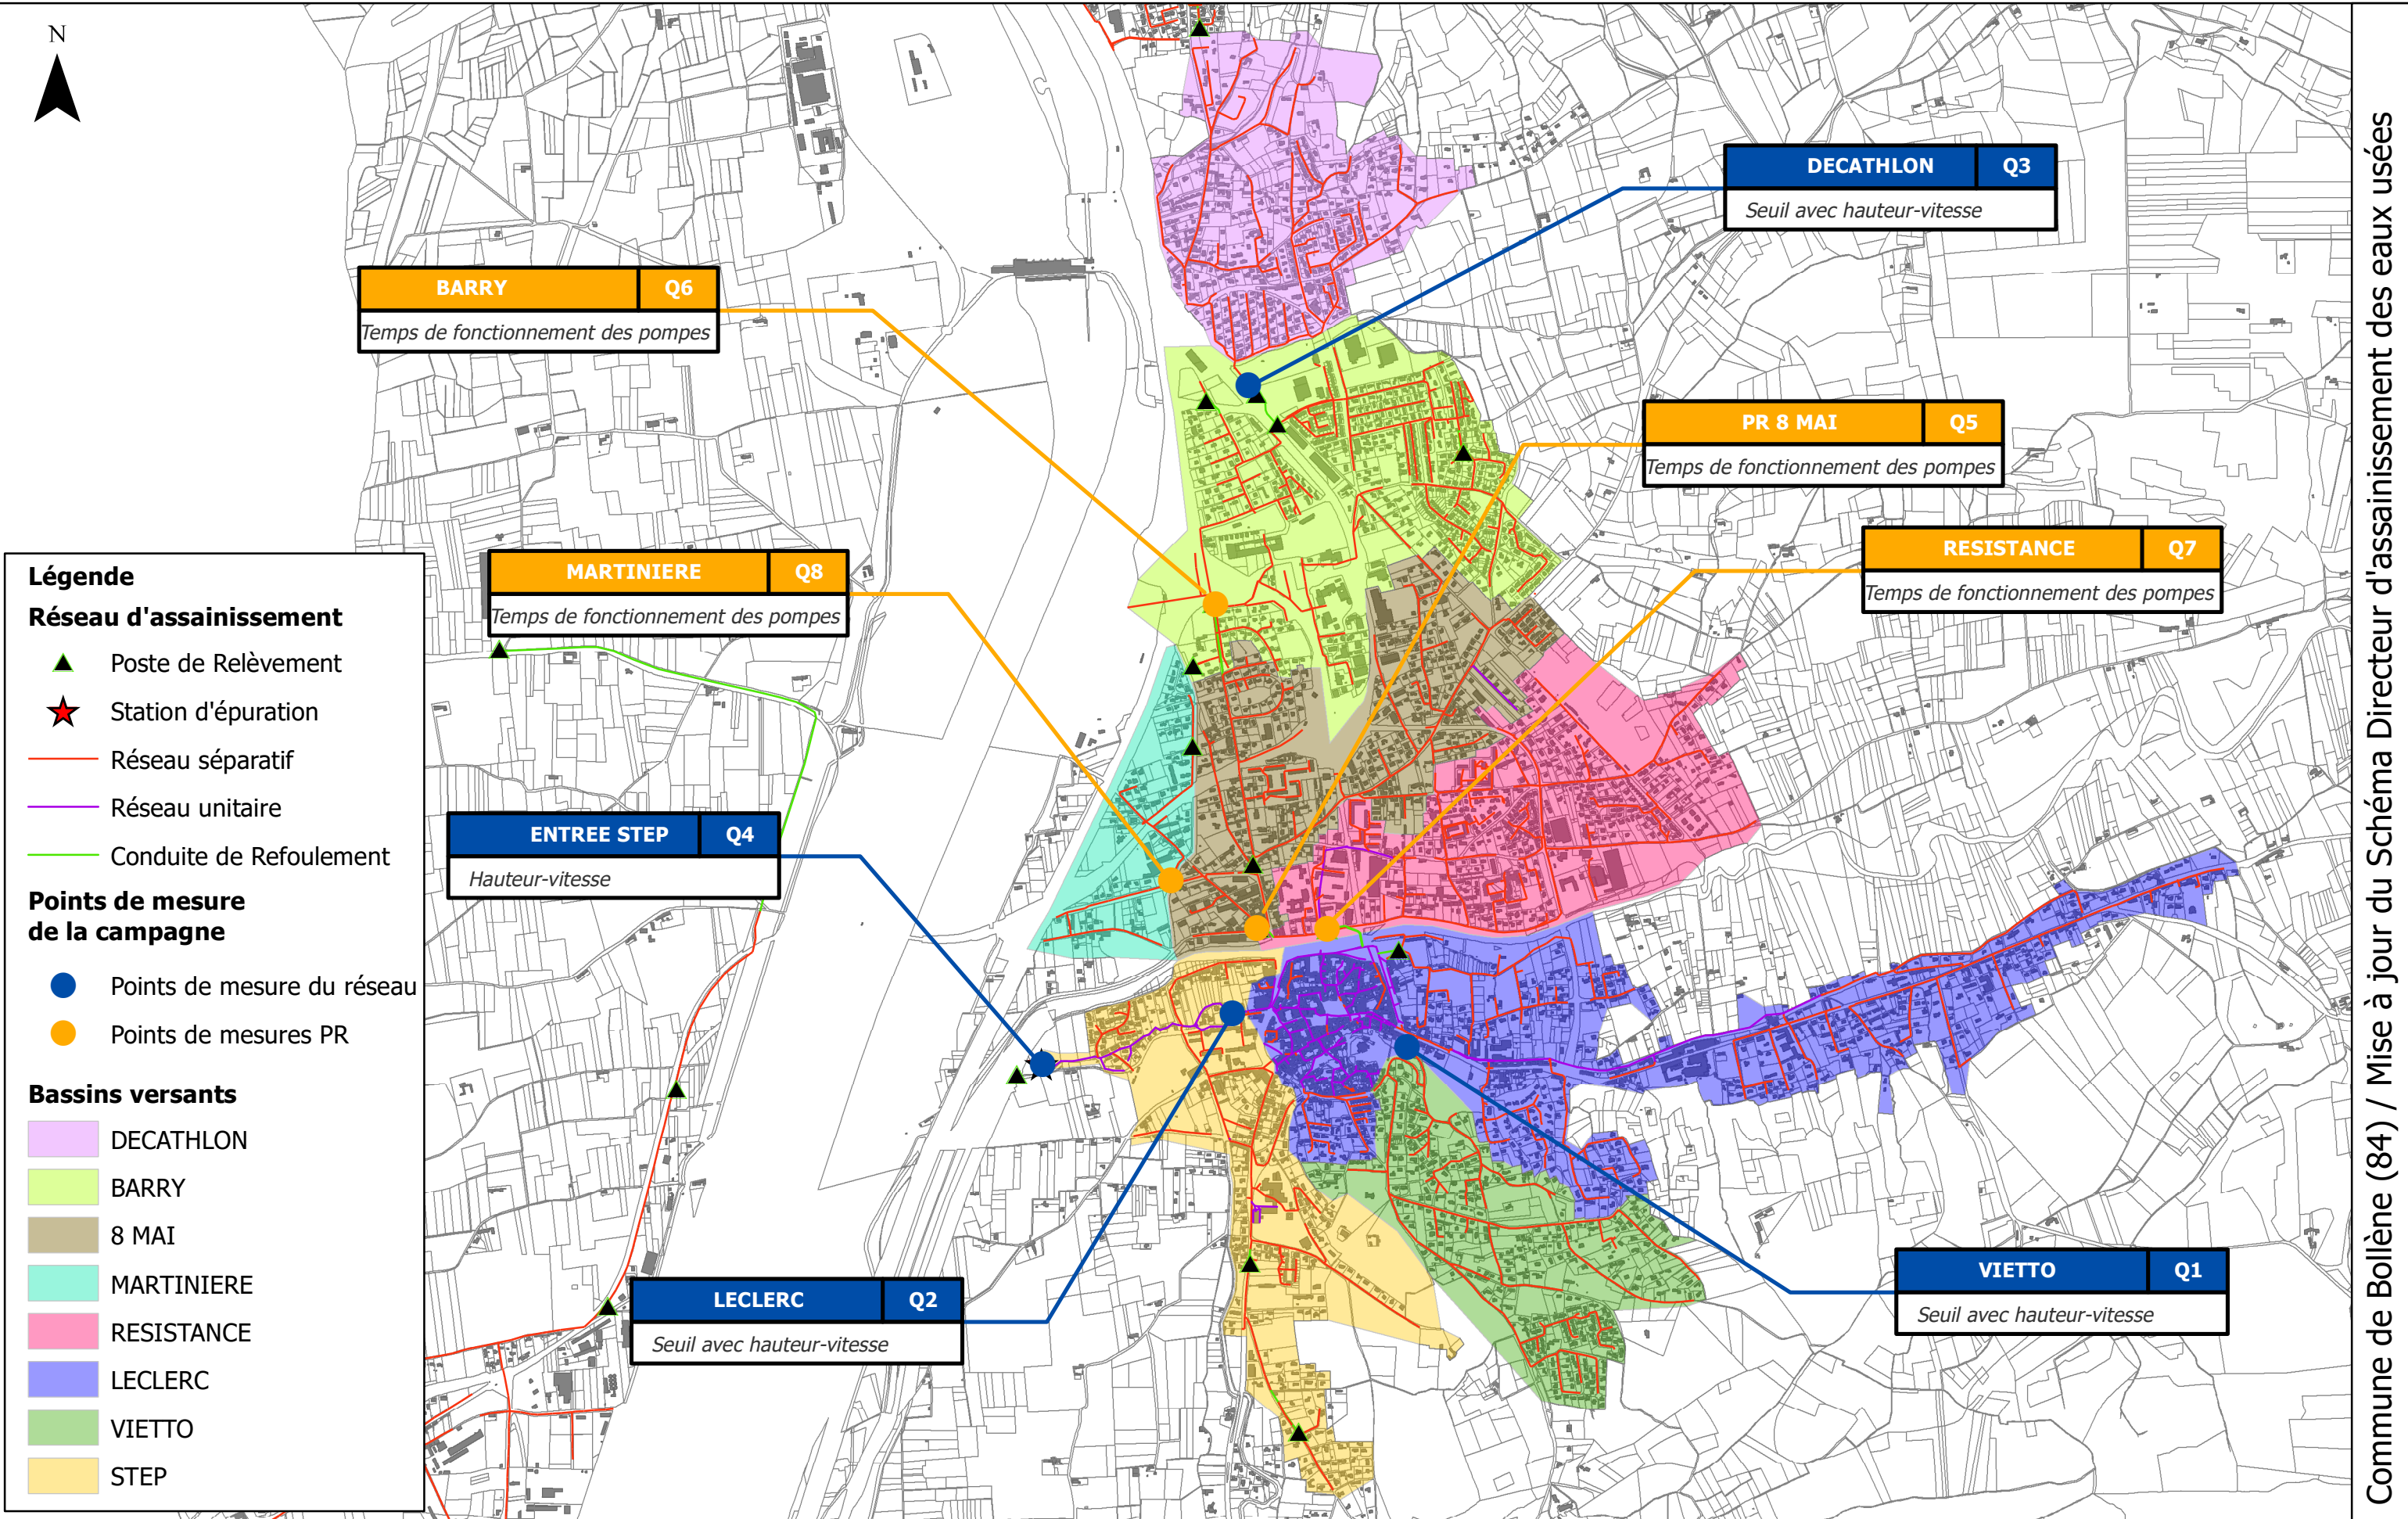 N
DECATHLON Q3
Seuil avec hauteur-vitesse
BARRY Q6
Temps de fonctionnement des pompes
PR 8 MAI Q5
Temps de fonctionnement des pompes
RESISTANCE Q7
Temps de fonctionnement des pompes
MARTINIERE Q8
Temps de fonctionnement des pompes
ENTREE STEP Q4
Hauteur-vitesse
LECLERC Q2
Seuil avec hauteur-vitesse
VIETTO Q1
Seuil avec hauteur-vitesse
Légende
Réseau d'assainissement
Poste de Relèvement
Station d'épuration
Réseau séparatif
Réseau unitaire
Conduite de Refoulement
Points de mesure
de la campagne
Points de mesure du réseau
Points de mesures PR
Bassins versants
DECATHLON
BARRY
8 MAI
MARTINIERE
RESISTANCE
LECLERC
VIETTO
STEP
Commune de Bollène (84) / Mise à jour du Schéma Directeur d'assainissement des eaux usées